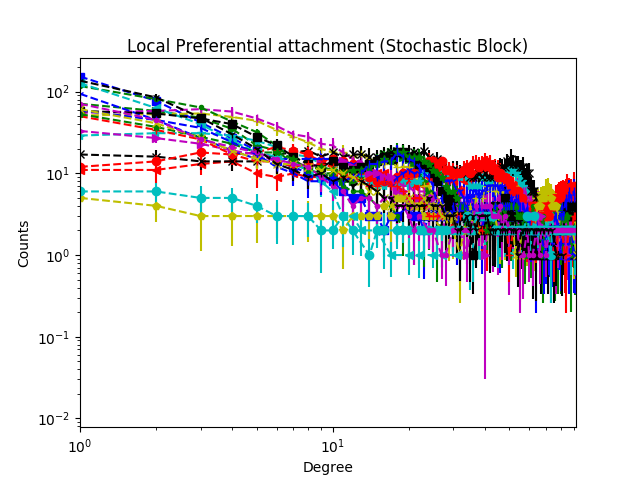 Local Preferential attachment (Stochastic Block)
Counts
10²
10¹
10⁰
10⁻¹
10⁻²
10⁰ 10¹
Degree